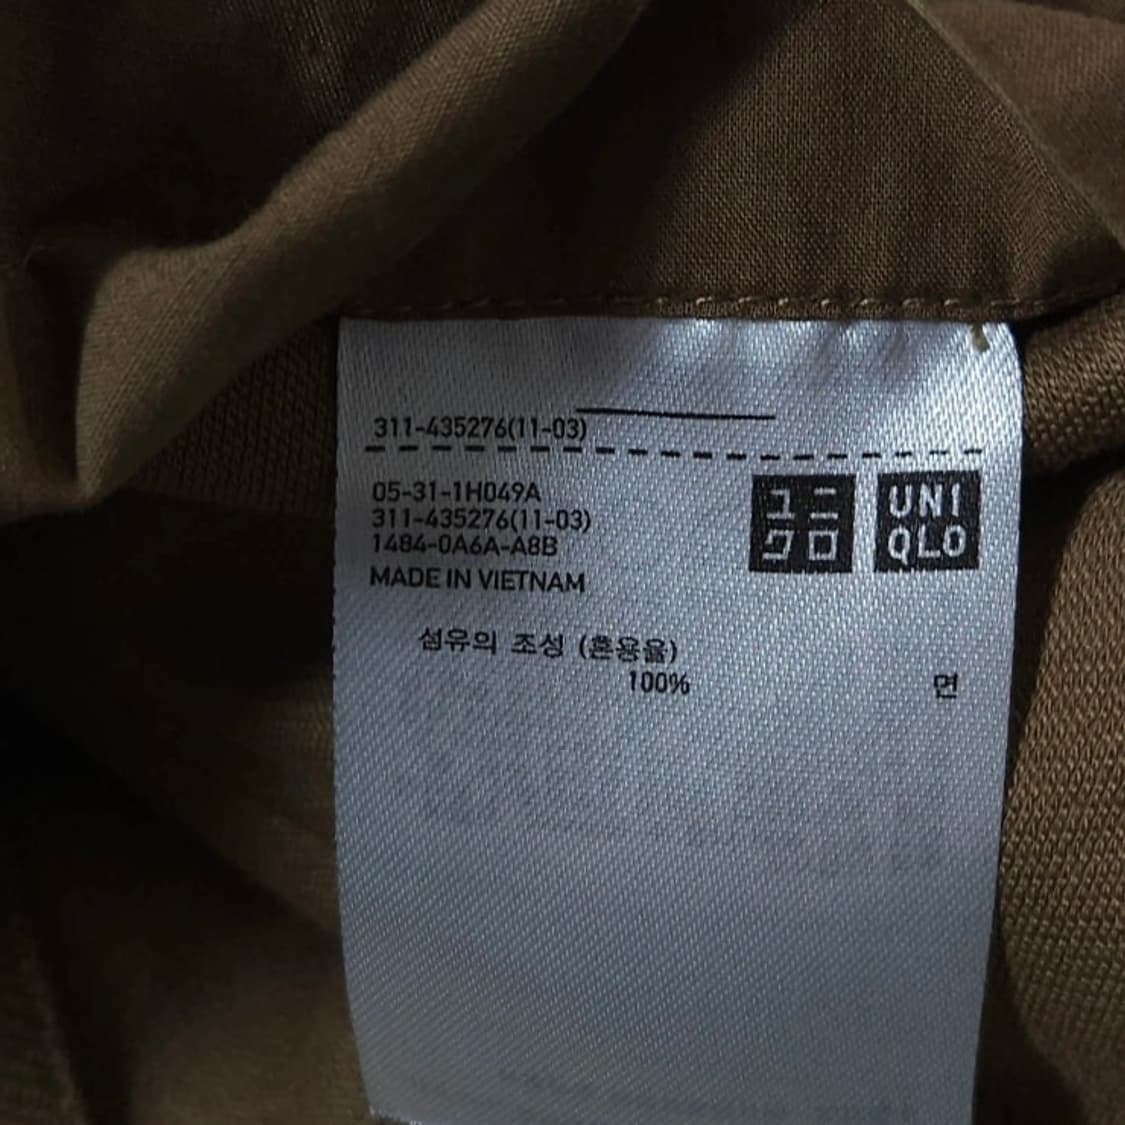 311-435276(11-03)
05-31-1H049A
311-435276(11-03)
1484-0A6A-A8B
MADE IN VIETNAM
ユニ
クロ
UNI
QLO
섬유의 조성 (혼용율)
100% 면